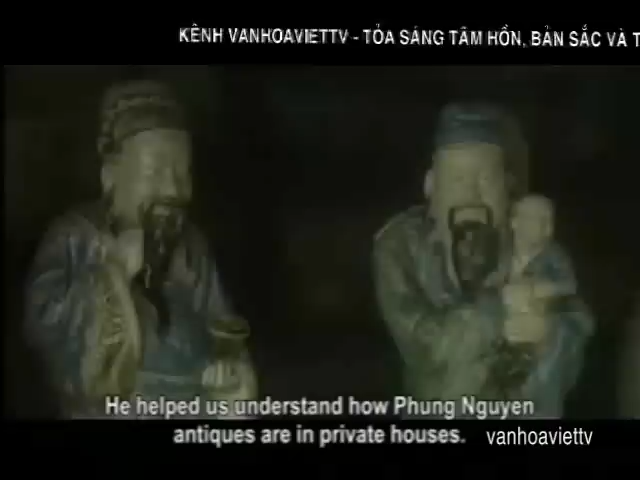 KÊNH VANHOAVIETTV - TỎA SÁNG TÂM HỒN, BẢN SẮC VÀ T
He helped us understand how Phung Nguyen
antiques are in private houses.
vanhoaviettv